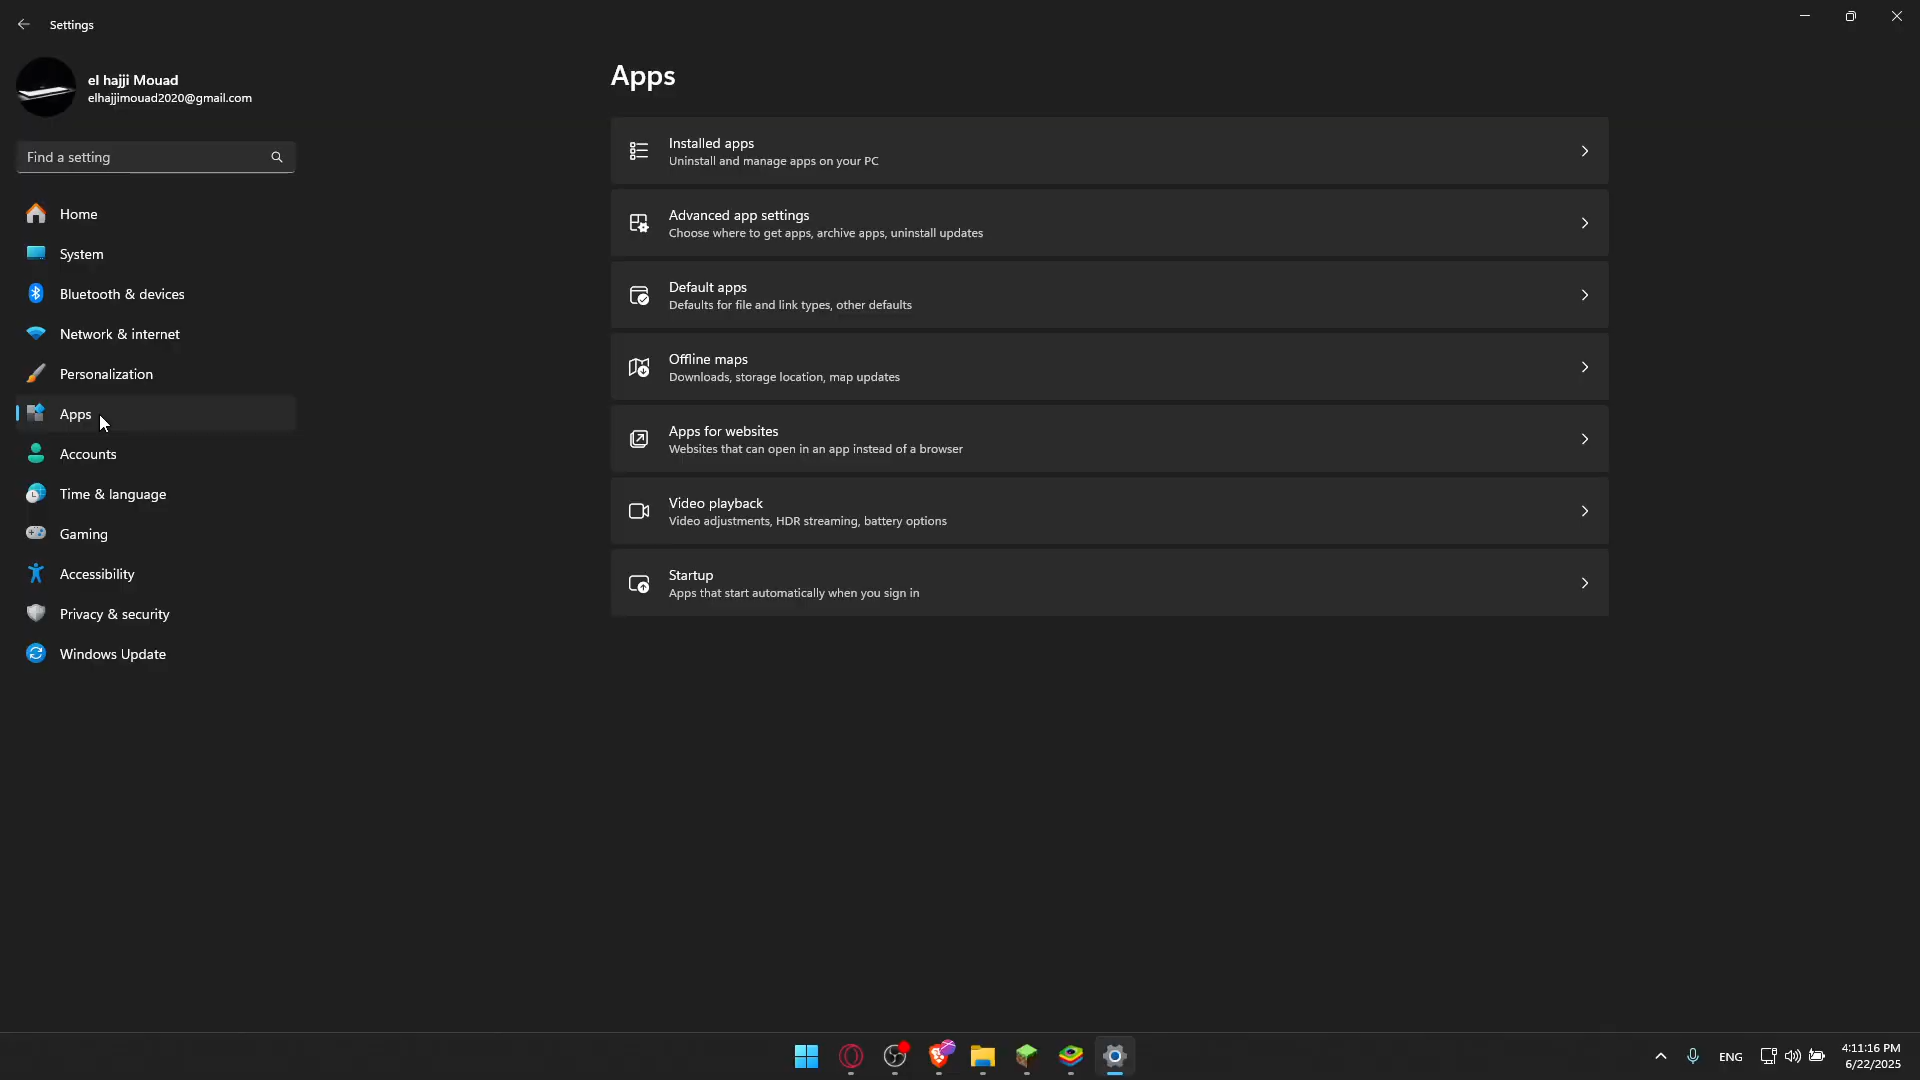 Settings
el hajji Mouad
elhajjimouad2020@gmail.com
Find a setting
Home
System
Bluetooth & devices
Network & internet
Personalization
Apps
Accounts
Time & language
Gaming
Accessibility
Privacy & security
Windows Update
Apps
Installed apps
Uninstall and manage apps on your PC
Advanced app settings
Choose where to get apps, archive apps, uninstall updates
Default apps
Defaults for file and link types, other defaults
Offline maps
Downloads, storage location, map updates
Apps for websites
Websites that can open in an app instead of a browser
Video playback
Video adjustments, HDR streaming, battery options
Startup
Apps that start automatically when you sign in
ENG
4:11:16 PM
6/22/2025